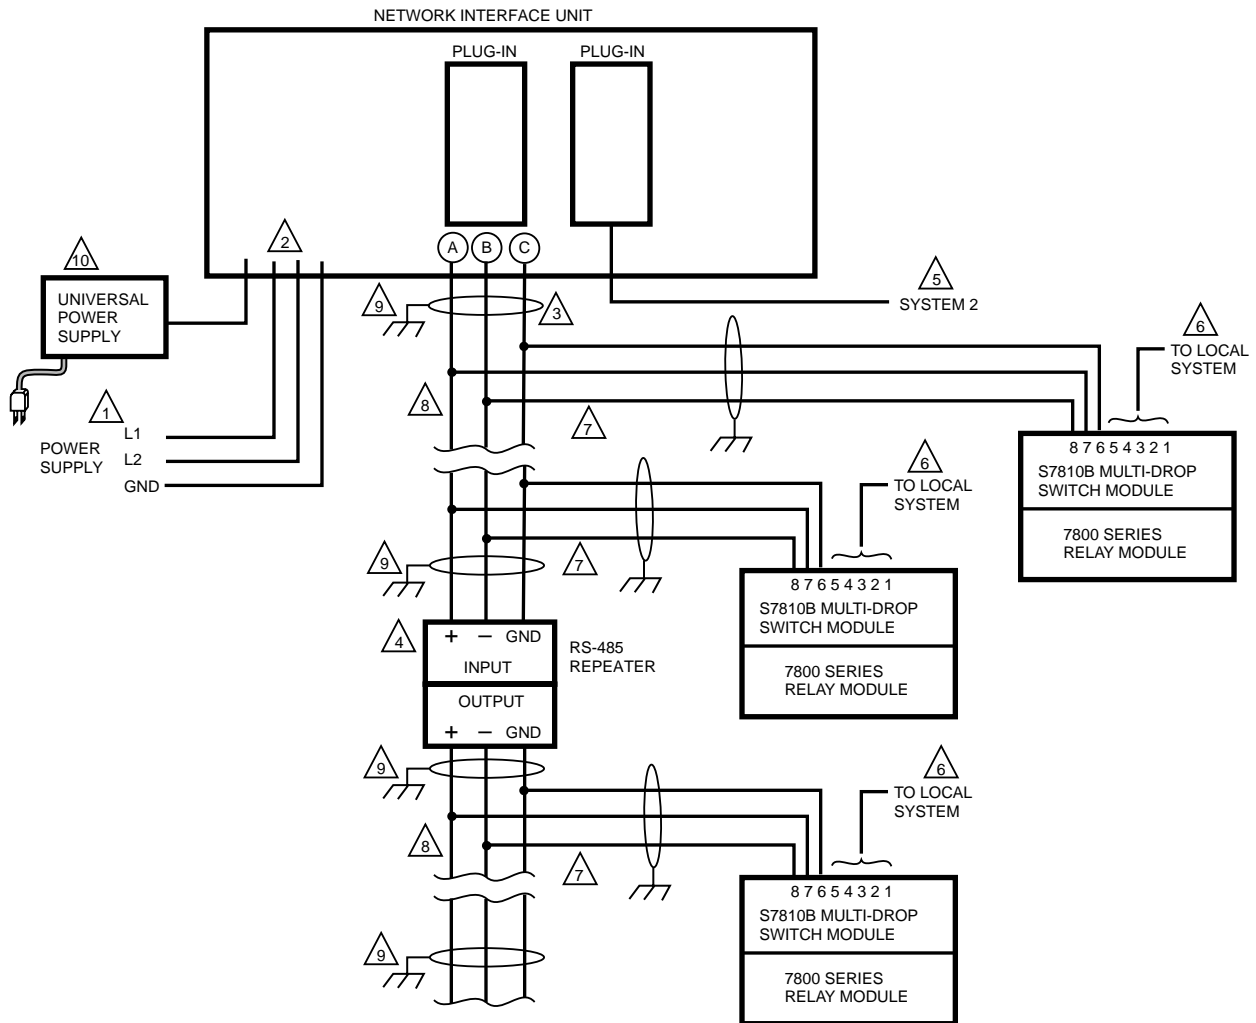 NETWORK INTERFACE UNIT
PLUG-IN
PLUG-IN
2
A
B
C
10
UNIVERSAL
POWER
SUPPLY
9
3
5
SYSTEM 2
6
TO LOCAL
SYSTEM
1
8
7
POWER
SUPPLY
L1
L2
GND
8 7 6 5 4 3 2 1
S7810B MULTI-DROP
SWITCH MODULE
7800 SERIES
RELAY MODULE
6
TO LOCAL
SYSTEM
9
7
8 7 6 5 4 3 2 1
S7810B MULTI-DROP
SWITCH MODULE
7800 SERIES
RELAY MODULE
4
+ – GND
INPUT
RS-485
REPEATER
OUTPUT
+ – GND
9
6
TO LOCAL
SYSTEM
8
7
8 7 6 5 4 3 2 1
S7810B MULTI-DROP
SWITCH MODULE
7800 SERIES
RELAY MODULE
9